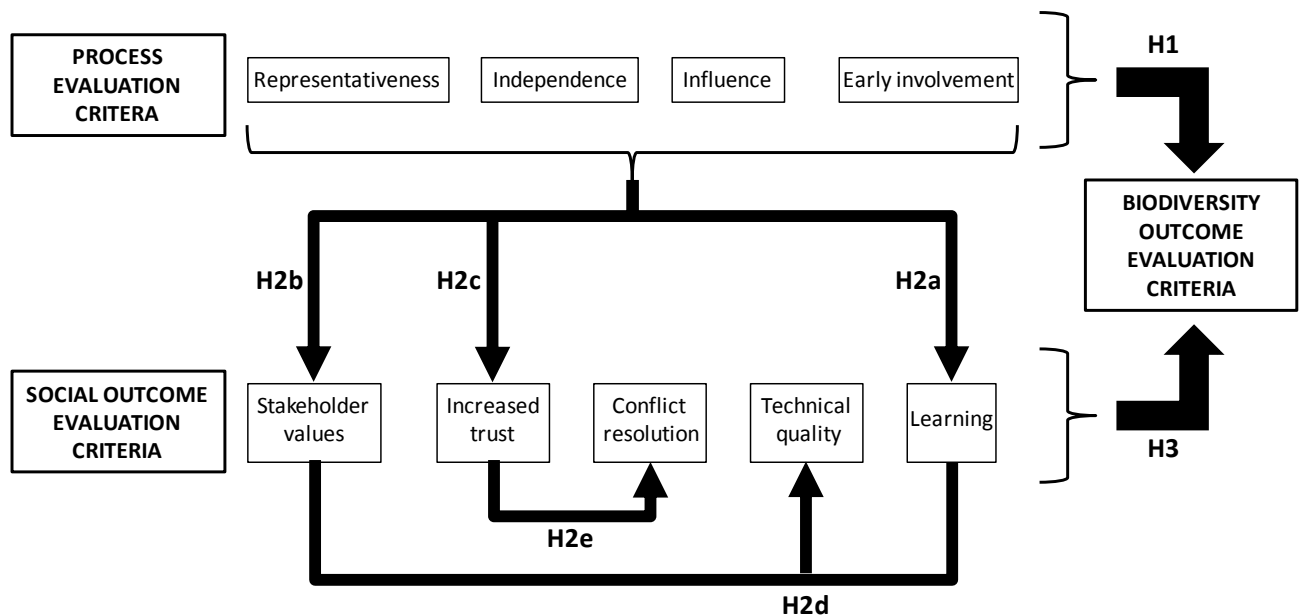 PROCESS
EVALUATION
CRITERA
Representativeness
Independence
Influence
Early involvement
H1
BIODIVERSITY
OUTCOME
EVALUATION
CRITERIA
H2b
H2c
H2a
SOCIAL OUTCOME
EVALUATION
CRITERIA
Stakeholder
values
Increased
trust
Conflict
resolution
Technical
quality
Learning
H3
H2e
H2d